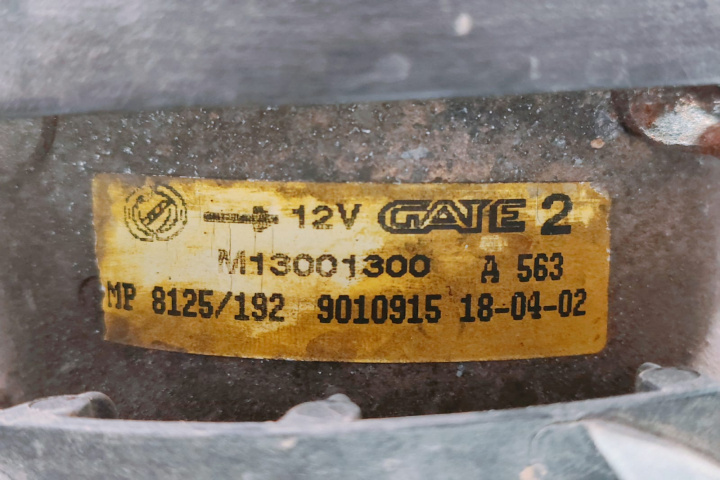 12V GATE 2
M13001300 A 563
MP 8125/192 9010915 18-04-02